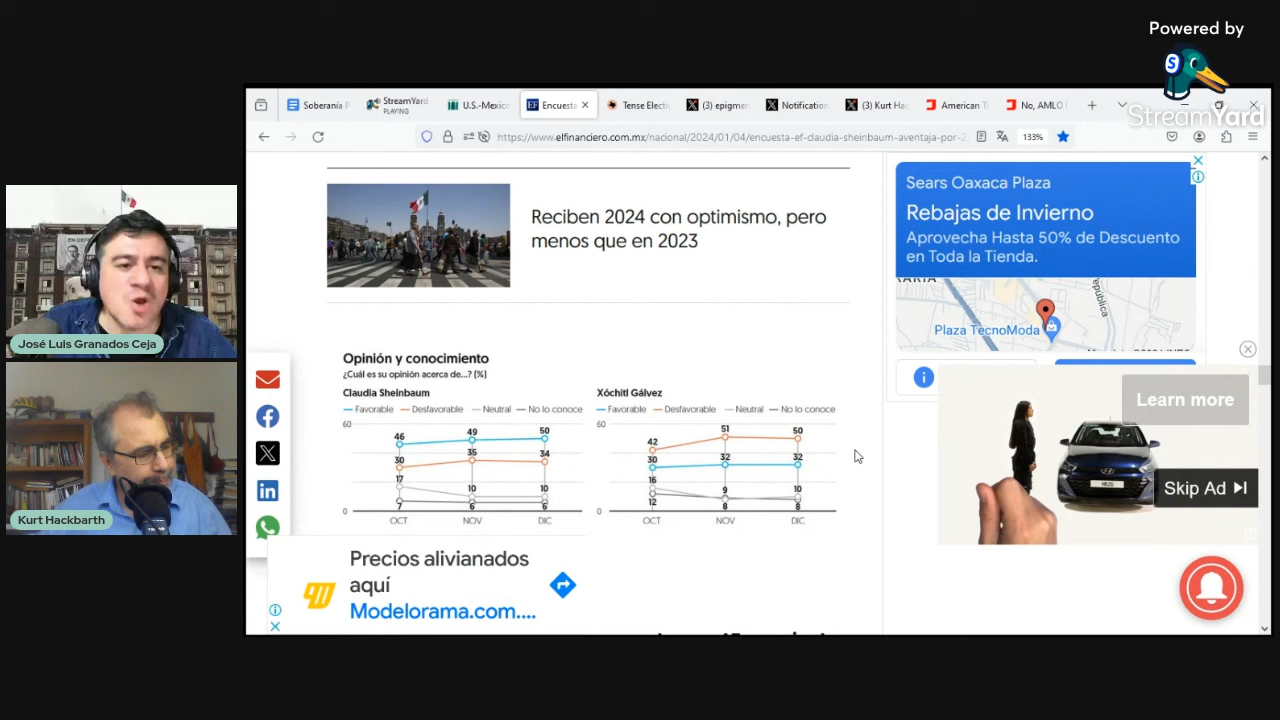 Powered by
StreamYard
Soberanía
StreamYard
PLAYING
U.S.-Mexico
Encuesta
Tense Electi
(3) epigmen
Notification
(3) Kurt Hac
American T
No, AMLO
https://www.elfinanciero.com.mx/nacional/2024/01/04/encuesta-ef-claudia-sheinbaum-aventaja-por-2
133%
Reciben 2024 con optimismo, pero
menos que en 2023
Sears Oaxaca Plaza
Rebajas de Invierno
Aprovecha Hasta 50% de Descuento
en Toda la Tienda.
Plaza TecnoModa
José Luis Granados Ceja
Kurt Hackbarth
Opinión y conocimiento
¿Cuál es su opinión acerca de...? (%)
Claudia Sheinbaum
Favorable Desfavorable Neutral No lo conoce
60
46 49 50
30 35 34
17 10 10
7 6 6
0
OCT NOV DIC
Xóchitl Gálvez
Favorable Desfavorable Neutral No lo conoce
60
42 51 50
30 32 32
16 9 10
12 8 8
0
OCT NOV DIC
Learn more
Skip Ad
Precios alivianados
aquí
Modelorama.com....